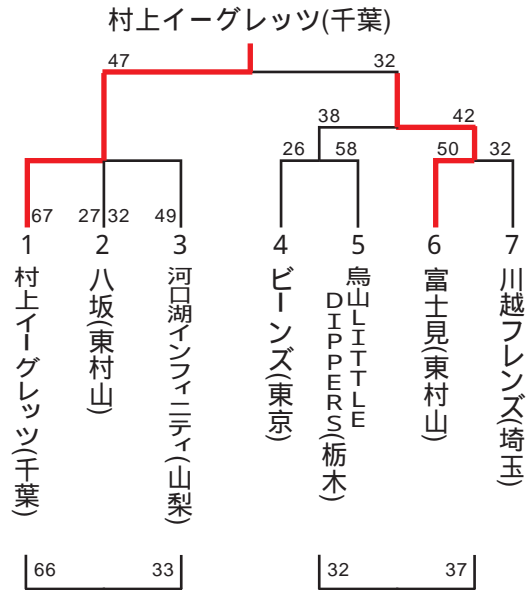 村上イーグレッツ(千葉)
47 32
38 42
26 58 50 32
67 27 32 49
1 2 3 4 5 6 7
村上イーグレッツ(千葉)
八坂(東村山)
河口湖インフィニティ(山梨)
ビーンズ(東京)
烏山LITTLE
DIPPERS(栃木)
富士見(東村山)
川越フレンズ(埼玉)
66 33 32 37